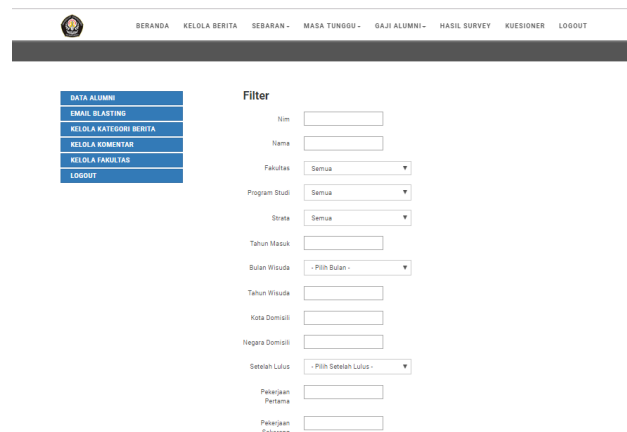 BERANDA KELOLA BERITA SEBARAN MASA TUNGGU GAJI ALUMNI HASIL SURVEY KUESIONER LOGOUT
DATA ALUMNI
EMAIL BLASTING
KELOLA KATEGORI BERITA
KELOLA KOMENTAR
KELOLA FAKULTAS
LOGOUT
Filter
Nim
Nama
Fakultas Semua
Program Studi Semua
Strata Semua
Tahun Masuk
Bulan Wisuda - Pilih Bulan -
Tahun Wisuda
Kota Domisili
Negara Domisili
Setelah Lulus - Pilih Setelah Lulus -
Pekerjaan
Pertama
Pekerjaan
Sekarang